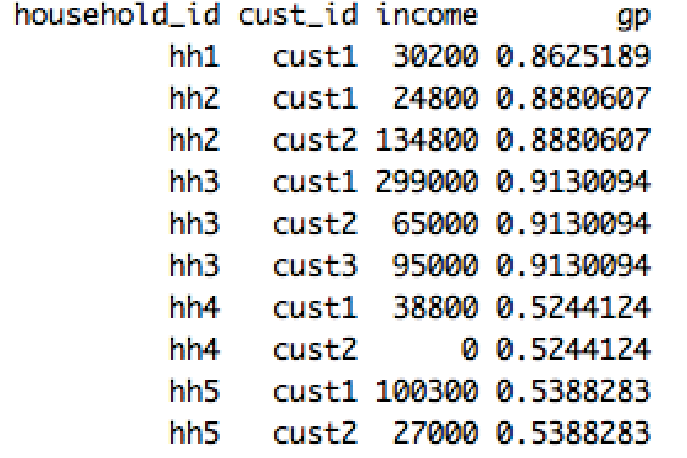 household_id cust_id income gp
hh1 cust1 30200 0.8625189
hh2 cust1 24800 0.8880607
hh2 cust2 134800 0.8880607
hh3 cust1 299000 0.9130094
hh3 cust2 65000 0.9130094
hh3 cust3 95000 0.9130094
hh4 cust1 38800 0.5244124
hh4 cust2 0 0.5244124
hh5 cust1 100300 0.5388283
hh5 cust2 27000 0.5388283